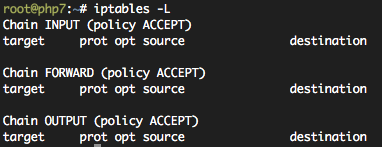 root@php7:~# iptables -L
Chain INPUT (policy ACCEPT)
target     prot opt source               destination

Chain FORWARD (policy ACCEPT)
target     prot opt source               destination

Chain OUTPUT (policy ACCEPT)
target     prot opt source               destination